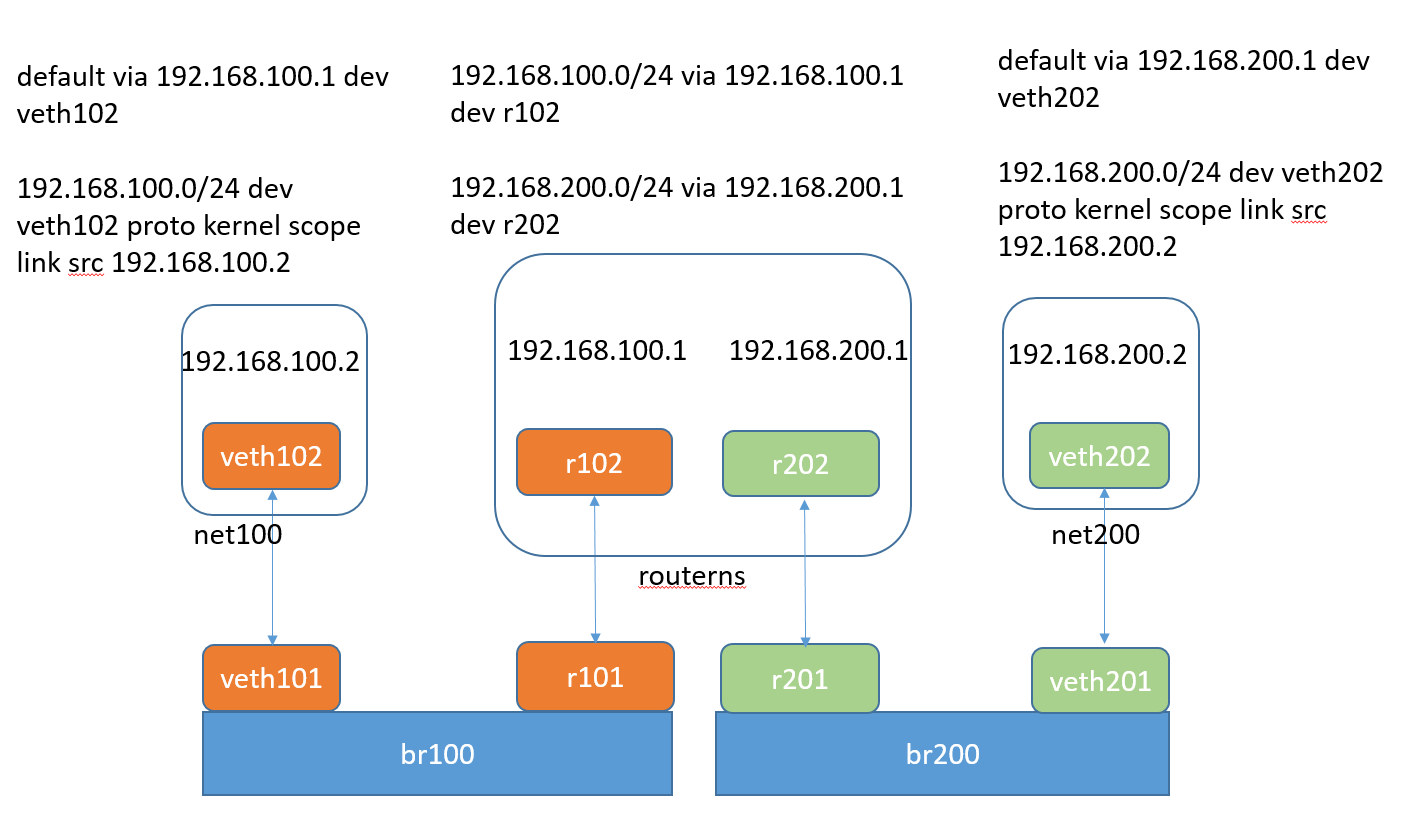 default via 192.168.100.1 dev
veth102
192.168.100.0/24 dev
veth102 proto kernel scope
link src 192.168.100.2
192.168.100.0/24 via 192.168.100.1
dev r102
192.168.200.0/24 via 192.168.200.1
dev r202
default via 192.168.200.1 dev
veth202
192.168.200.0/24 dev veth202
proto kernel scope link src
192.168.200.2
192.168.100.2
veth102
net100
192.168.100.1
192.168.200.1
r102
r202
routerns
192.168.200.2
veth202
net200
veth101
r101
r201
veth201
br100
br200